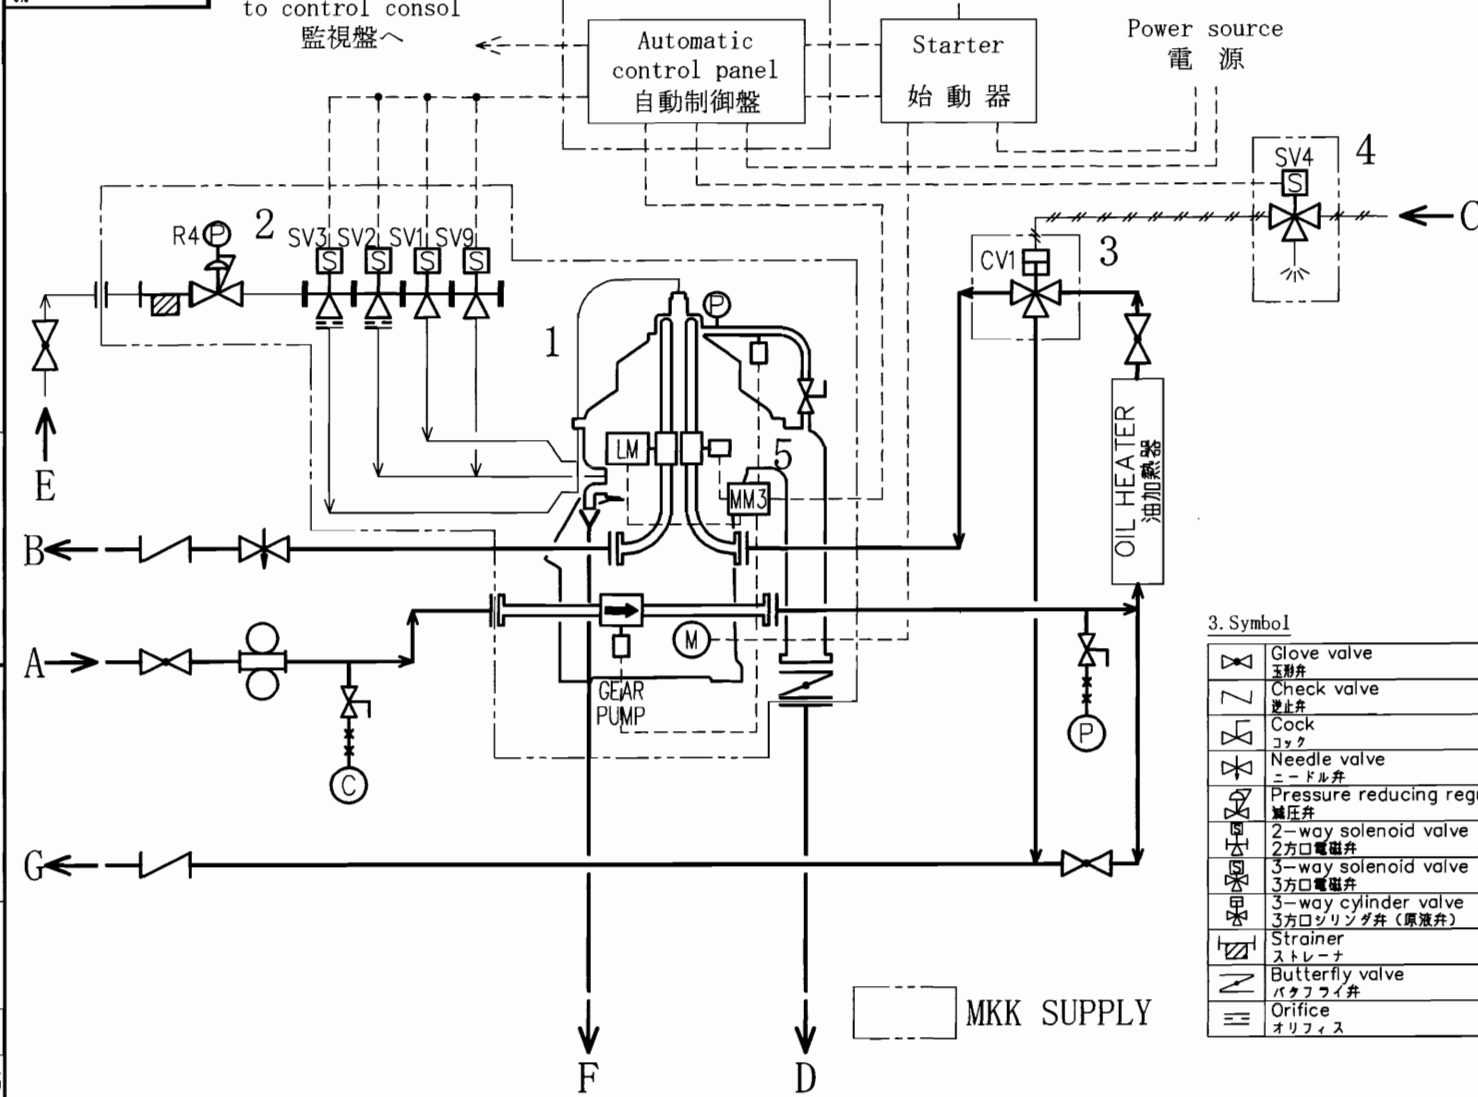 to control consol
監視盤へ
Automatic
control panel
自動制御盤
Starter
始動器
Power source
電 源
SV4
S
4
C
R4
P
2
SV3
SV2
SV1
SV9
S
S
S
S
CV1
3
1
P
LM
MM3
5
OIL HEATER
油加熱器
E
B
A
M
GEAR
PUMP
C
P
G
F
D
MKK SUPPLY
3.Symbol
Glove valve
玉形弁
Check valve
逆止弁
Cock
コック
Needle valve
ニードル弁
Pressure reducing regu
減圧弁
S
2-way solenoid valve
2方口電磁弁
S
3-way solenoid valve
3方口電磁弁
3-way cylinder valve
3方口シリンダ弁(原液弁)
Strainer
ストレーナ
Butterfly valve
バタフライ弁
Orifice
オリフィス